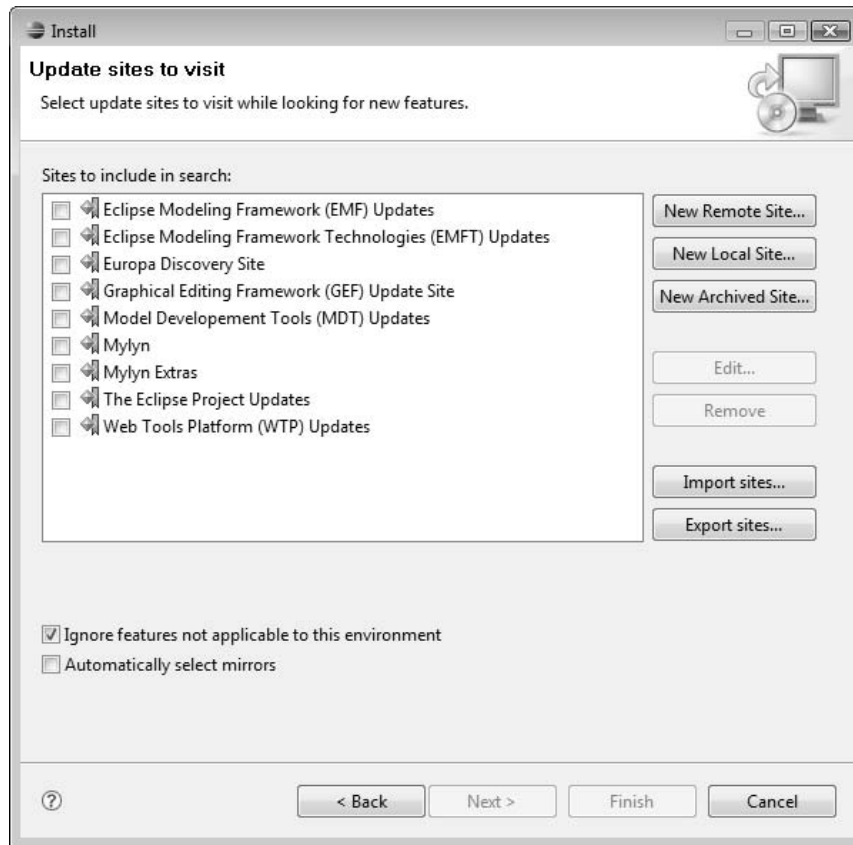 Install
Update sites to visit
Select update sites to visit while looking for new features.
Sites to include in search:
Eclipse Modeling Framework (EMF) Updates
Eclipse Modeling Framework Technologies (EMFT) Updates
Europa Discovery Site
Graphical Editing Framework (GEF) Update Site
Model Developement Tools (MDT) Updates
Mylyn
Mylyn Extras
The Eclipse Project Updates
Web Tools Platform (WTP) Updates
New Remote Site...
New Local Site...
New Archived Site...
Edit...
Remove
Import sites...
Export sites...
Ignore features not applicable to this environment
Automatically select mirrors
?
< Back
Next >
Finish
Cancel